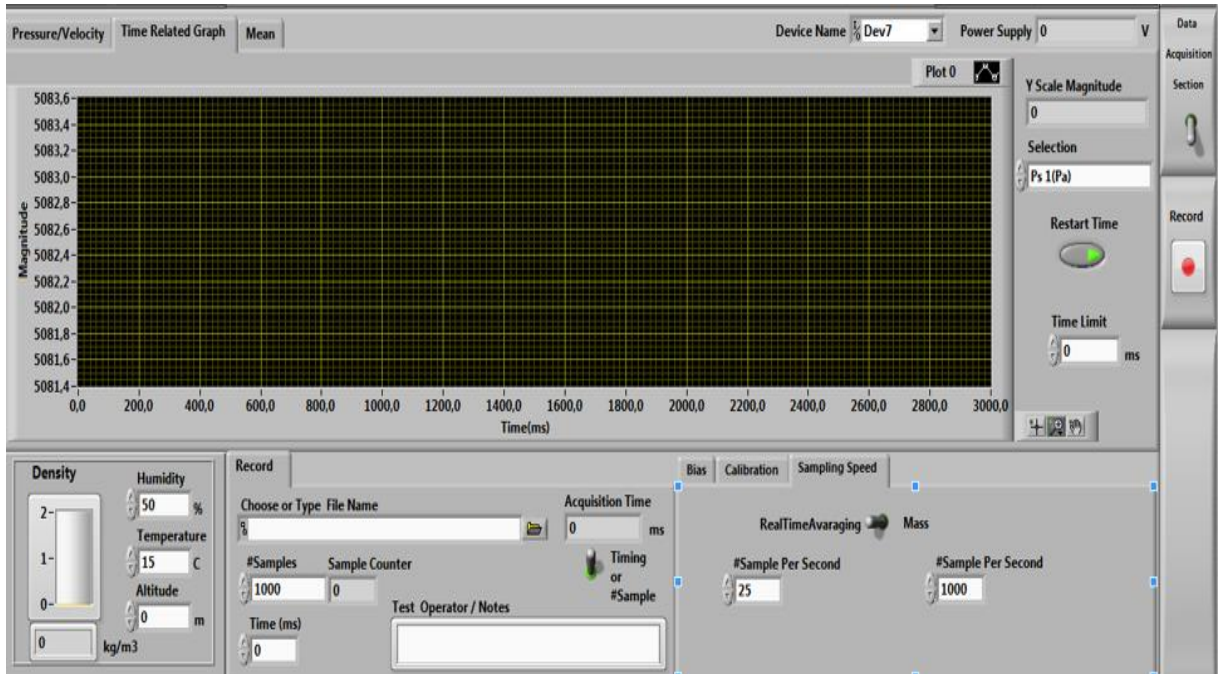 Pressure/Velocity
Time Related Graph
Mean
Device Name
Dev7
Power Supply
0
V
Data
Acquisition
Section
Plot 0
Y Scale Magnitude
0
Selection
Ps 1(Pa)
Restart Time
Time Limit
0
ms
Record
Magnitude
5083,6
5083,4
5083,2
5083,0
5082,8
5082,6
5082,4
5082,2
5082,0
5081,8
5081,6
5081,4
0,0
200,0
400,0
600,0
800,0
1000,0
1200,0
1400,0
1600,0
1800,0
2000,0
2200,0
2400,0
2600,0
2800,0
3000,0
Time(ms)
Density
2
1
0
0
kg/m3
Humidity
50
%
Temperature
15
C
Altitude
0
m
Record
Choose or Type File Name
Acquisition Time
0
ms
#Samples
1000
Sample Counter
0
Timing
or
#Sample
Time (ms)
0
Test Operator / Notes
Bias
Calibration
Sampling Speed
RealTimeAvaraging
Mass
#Sample Per Second
25
#Sample Per Second
1000